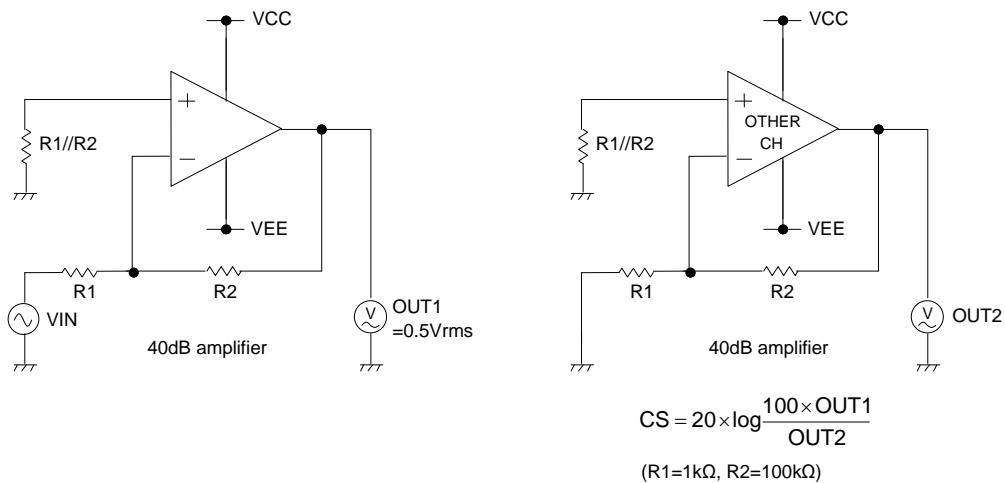 VCC
+
R1//R2
−
VEE
R1
R2
VIN
OUT1
=0.5Vrms
40dB amplifier
VCC
+
OTHER
CH
R1//R2
−
VEE
R1
R2
V
V
OUT2
40dB amplifier
CS = 20 × log 100 × OUT1 / OUT2
(R1=1kΩ, R2=100kΩ)